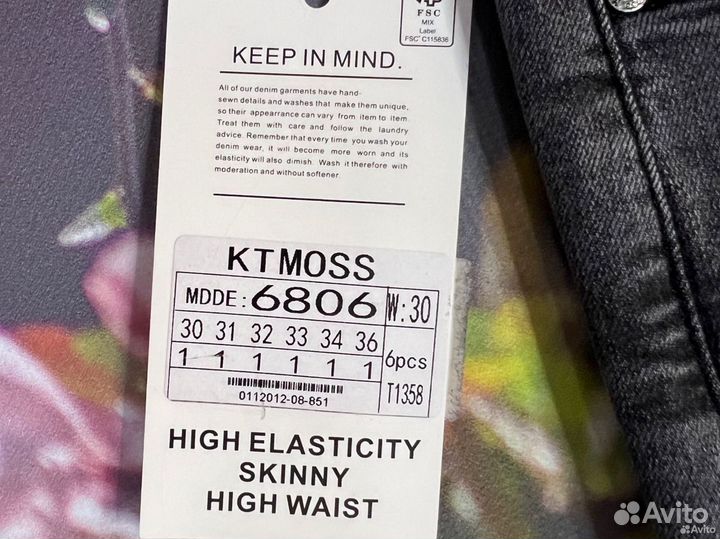 FSC
MIX
Label
FSC® C115836
KEEP IN MIND.
All of our denim garments have hand-
sewn details and washes that make them unique,
so their appearance can vary from item to item.
Treat them with care and follow the laundry
advice. Remember that every time you wash your
denim wear, it will become more worn and its
elasticity will also dimish. Wash it therefore with
moderation and without softener.
KTMOSS
MDDE: 6806 W:30
30 31 32 33 34 36
1 1 1 1 1 1 6pcs
0112012-08-851 T1358
HIGH ELASTICITY
SKINNY
HIGH WAIST
Avito
Avito